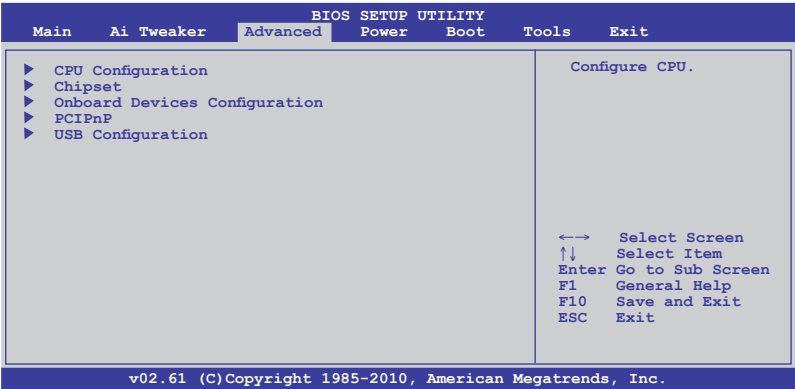 BIOS SETUP UTILITY
Main Ai Tweaker Advanced Power Boot Tools Exit
CPU Configuration
Chipset
Onboard Devices Configuration
PCIPnP
USB Configuration
Configure CPU.
←→ Select Screen
↑↓ Select Item
Enter Go to Sub Screen
F1 General Help
F10 Save and Exit
ESC Exit
v02.61 (C)Copyright 1985-2010, American Megatrends, Inc.